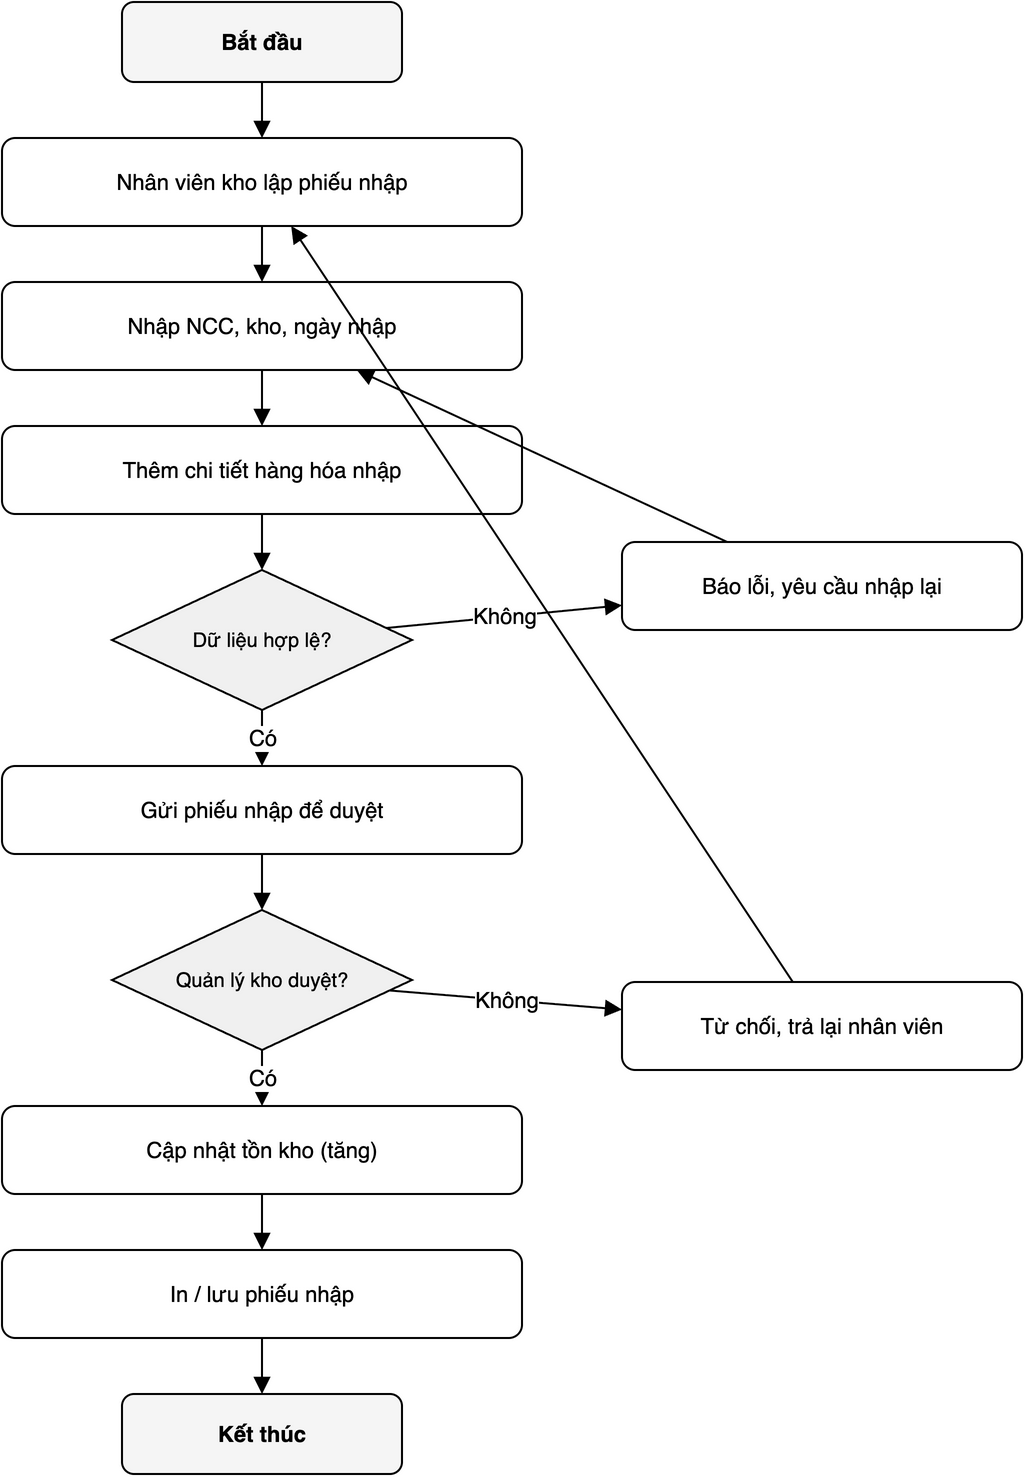 Bắt đầu
Nhân viên kho lập phiếu nhập
Nhập NCC, kho, ngày nhập
Thêm chi tiết hàng hóa nhập
Báo lỗi, yêu cầu nhập lại
Không
Dữ liệu hợp lệ?
Có
Gửi phiếu nhập để duyệt
Quản lý kho duyệt?
Không
Từ chối, trả lại nhân viên
Có
Cập nhật tồn kho (tăng)
In / lưu phiếu nhập
Kết thúc